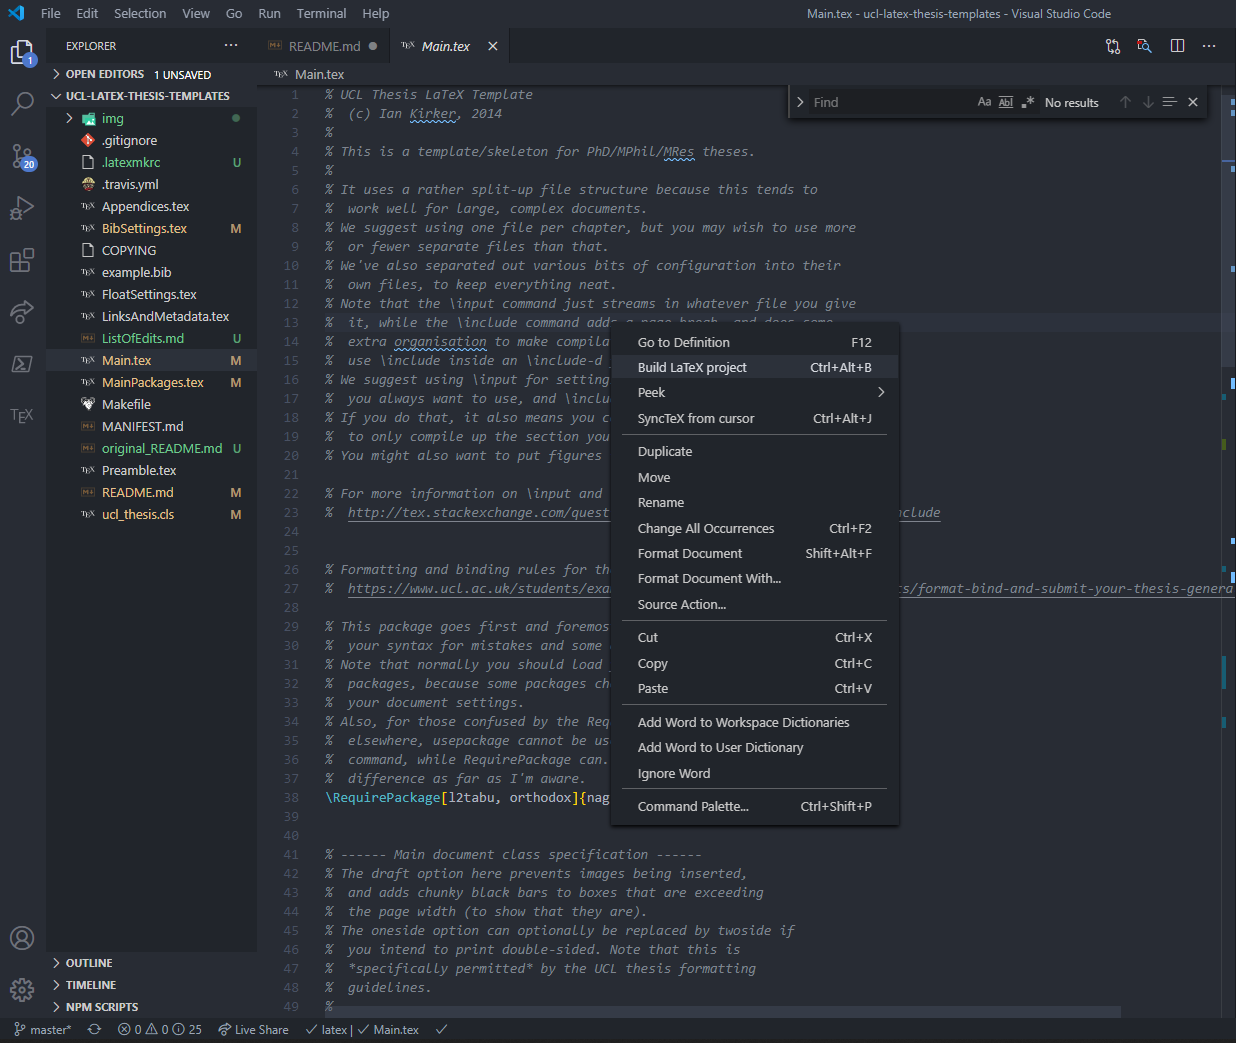 File Edit Selection View Go Run Terminal Help
Main.tex - ucl-latex-thesis-templates - Visual Studio Code
EXPLORER
README.md
Main.tex
OPEN EDITORS 1 UNSAVED
UCL-LATEX-THESIS-TEMPLATES
img
.gitignore
.latexmkrc U
.travis.yml
Appendices.tex
BibSettings.tex M
COPYING
example.bib
FloatSettings.tex
LinksAndMetadata.tex
ListOfEdits.md U
Main.tex M
MainPackages.tex M
Makefile
MANIFEST.md
original_README.md U
Preamble.tex
README.md M
ucl_thesis.cls M
OUTLINE
TIMELINE
NPM SCRIPTS
1
20
TEX
Main.tex
Find
Aa Abl .* No results
1 % UCL Thesis LaTeX Template
2 %  (c) Ian Kirker, 2014
3 %
4 % This is a template/skeleton for PhD/MPhil/MRes theses.
5 %
6 % It uses a rather split-up file structure because this tends to
7 %  work well for large, complex documents.
8 % We suggest using one file per chapter, but you may wish to use more
9 %  or fewer separate files than that.
10 % We've also separated out various bits of configuration into their
11 %  own files, to keep everything neat.
12 % Note that the \input command just streams in whatever file you give
13 %  it, while the \include command adds a page break, and does some
14 %  extra organisation to make compila
15 %  use \include inside an \include-d
16 % We suggest using \input for setting
17 %  you always want to use, and \inclu
18 % If you do that, it also means you c
19 %  to only compile up the section you
20 % You might also want to put figures
21
22 % For more information on \input and
23 %  http://tex.stackexchange.com/quest nclude
24
25
26 % Formatting and binding rules for th
27 %  https://www.ucl.ac.uk/students/exa s/format-bind-and-submit-your-thesis-genera
28
29 % This package goes first and foremos
30 %  your syntax for mistakes and some
31 % Note that normally you should load
32 %  packages, because some packages ch
33 %  your document settings.
34 % Also, for those confused by the Req
35 %  elsewhere, usepackage cannot be us
36 %  command, while RequirePackage can.
37 %  difference as far as I'm aware.
38 \RequirePackage[l2tabu, orthodox]{nag
39
40
41 % ------ Main document class specification ------
42 % The draft option here prevents images being inserted,
43 %  and adds chunky black bars to boxes that are exceeding
44 %  the page width (to show that they are).
45 % The oneside option can optionally be replaced by twoside if
46 %  you intend to print double-sided. Note that this is
47 %  *specifically permitted* by the UCL thesis formatting
48 %  guidelines.
49 %
Go to Definition F12
Build LaTeX project Ctrl+Alt+B
Peek
SyncTeX from cursor Ctrl+Alt+J
Duplicate
Move
Rename
Change All Occurrences Ctrl+F2
Format Document Shift+Alt+F
Format Document With...
Source Action...
Cut Ctrl+X
Copy Ctrl+C
Paste Ctrl+V
Add Word to Workspace Dictionaries
Add Word to User Dictionary
Ignore Word
Command Palette... Ctrl+Shift+P
master* 0 0 25 Live Share latex | Main.tex